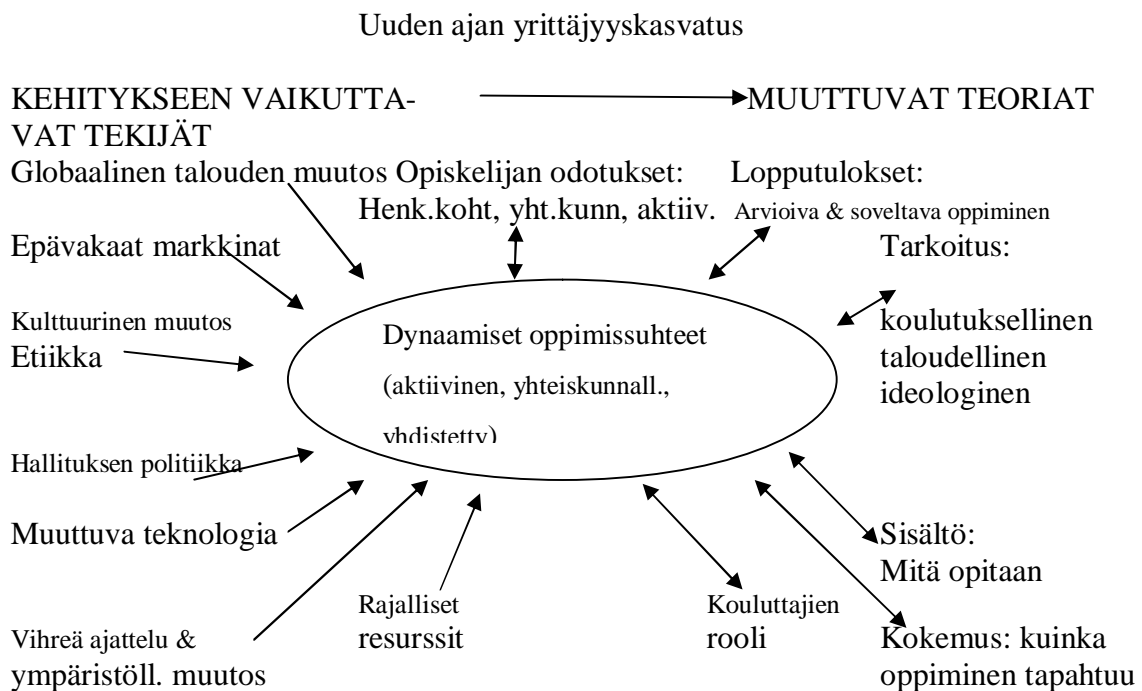 Uuden ajan yrittäjyyskasvatus
KEHITYKSEEN VAIKUTTA-
VAT TEKIJÄT
MUUTTUVAT TEORIAT
Globaalinen talouden muutos
Opiskelijan odotukset:
Henk.koht, yht.kunn, aktiiv.
Lopputulokset:
Arvioiva & soveltava oppiminen
Epävakaat markkinat
Tarkoitus:
koulutuksellinen
taloudellinen
ideologinen
Kulttuurinen muutos
Etiikka
Dynaamiset oppimissuhteet
(aktiivinen, yhteiskunnall.,
yhdistetty)
Hallituksen politiikka
Muuttuva teknologia
Sisältö:
Mitä opitaan
Vihreä ajattelu &
ympäristöll. muutos
Rajalliset
resurssit
Kouluttajien
rooli
Kokemus: kuinka
oppiminen tapahtuu